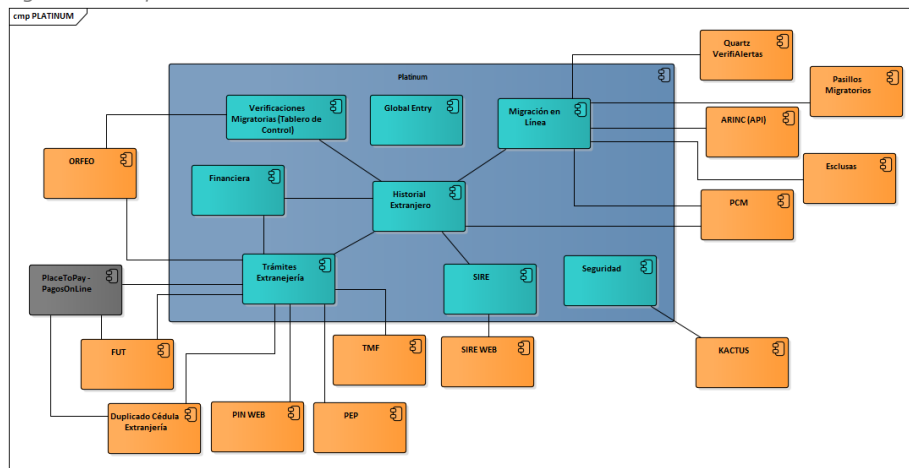 cmp PLATINUM
Platinum
Quartz
VerifiAlertas
Pasillos
Migratorios
Verificaciones
Migratorias (Tablero de
Control)
Global Entry
Migración en
Línea
ARINC (API)
ORFEO
Esclusas
Financiera
Historial
Extranjero
PCM
Trámites
Extranejería
SIRE
Seguridad
PlaceToPay -
PagosOnLine
FUT
TMF
SIRE WEB
KACTUS
Duplicado Cédula
Extranjería
PIN WEB
PEP